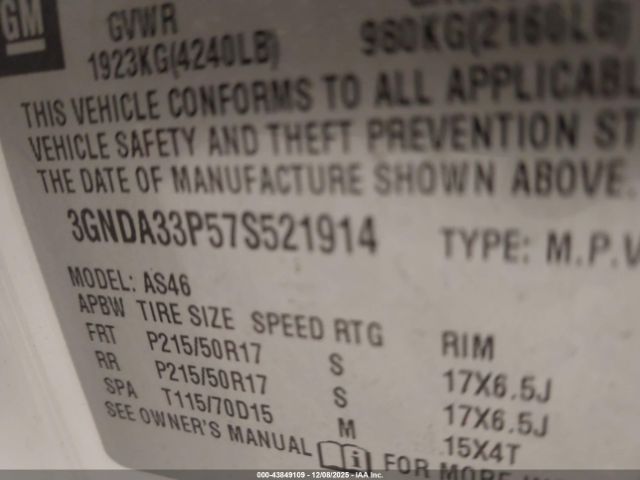 GM
GVWR
1923KG(4240LB) 980KG(2160LB)
THIS VEHICLE CONFORMS TO ALL APPLICABL
VEHICLE SAFETY AND THEFT PREVENTION ST
THE DATE OF MANUFACTURE SHOWN ABOVE.
3GNDA33P57S521914 TYPE: M.P.V
MODEL: AS46
APBW TIRE SIZE SPEED RTG RIM
FRT P215/50R17 S 17X6.5J
RR P215/50R17 S 17X6.5J
SPA T115/70D15 M 15X4T
SEE OWNER'S MANUAL i FOR MORE
000-43849109 - 12/08/2025 - IAA Inc.